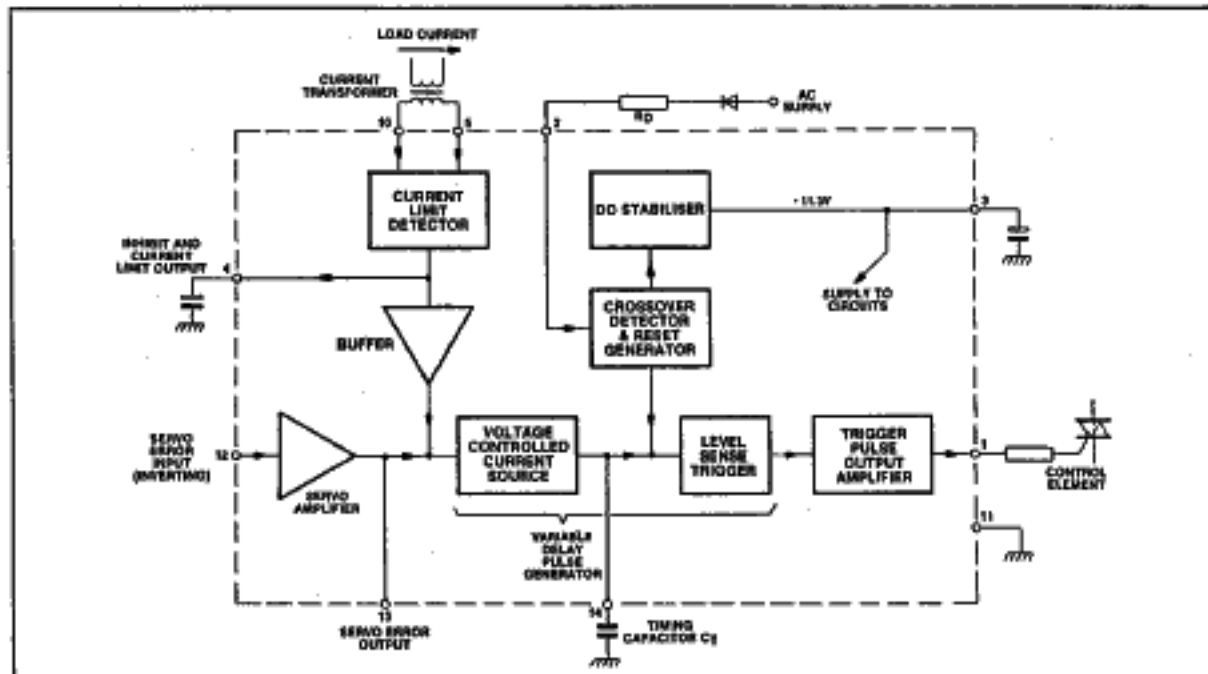 LOAD CURRENT
CURRENT
TRANSFORMER
10
5
2
R_D
AC
SUPPLY
CURRENT
LIMIT
DETECTOR
DC STABILISER
3
INHIBIT AND
CURRENT
LIMIT OUTPUT
4
SUPPLY TO
CIRCUITS
CROSSOVER
DETECTOR
& RESET
GENERATOR
BUFFER
SERVO
ERROR
INPUT
(INVERTING)
12
SERVO
AMPLIFIER
VOLTAGE
CONTROLLED
CURRENT
SOURCE
LEVEL
SENSE
TRIGGER
TRIGGER
PULSE
OUTPUT
AMPLIFIER
1
CONTROL
ELEMENT
11
VARIABLE
DELAY
PULSE
GENERATOR
13
SERVO ERROR
OUTPUT
14
TIMING
CAPACITOR